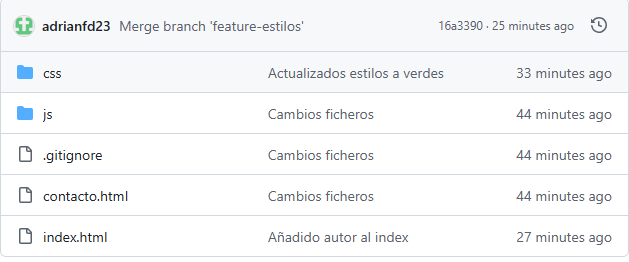 adrianfd23 Merge branch 'feature-estilos' 16a3390 · 25 minutes ago
css Actualizados estilos a verdes 33 minutes ago
js Cambios ficheros 44 minutes ago
.gitignore Cambios ficheros 44 minutes ago
contacto.html Cambios ficheros 44 minutes ago
index.html Añadido autor al index 27 minutes ago